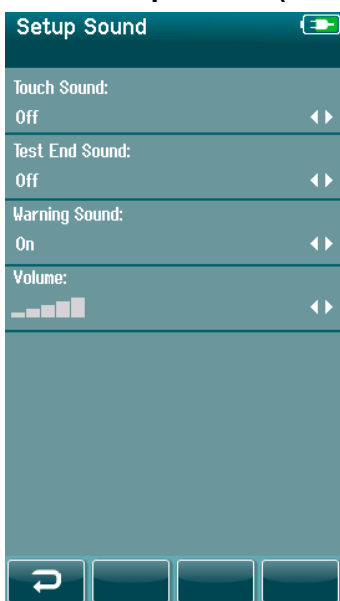 Setup Sound
Touch Sound:
Off
Test End Sound:
Off
Warning Sound:
On
Volume: